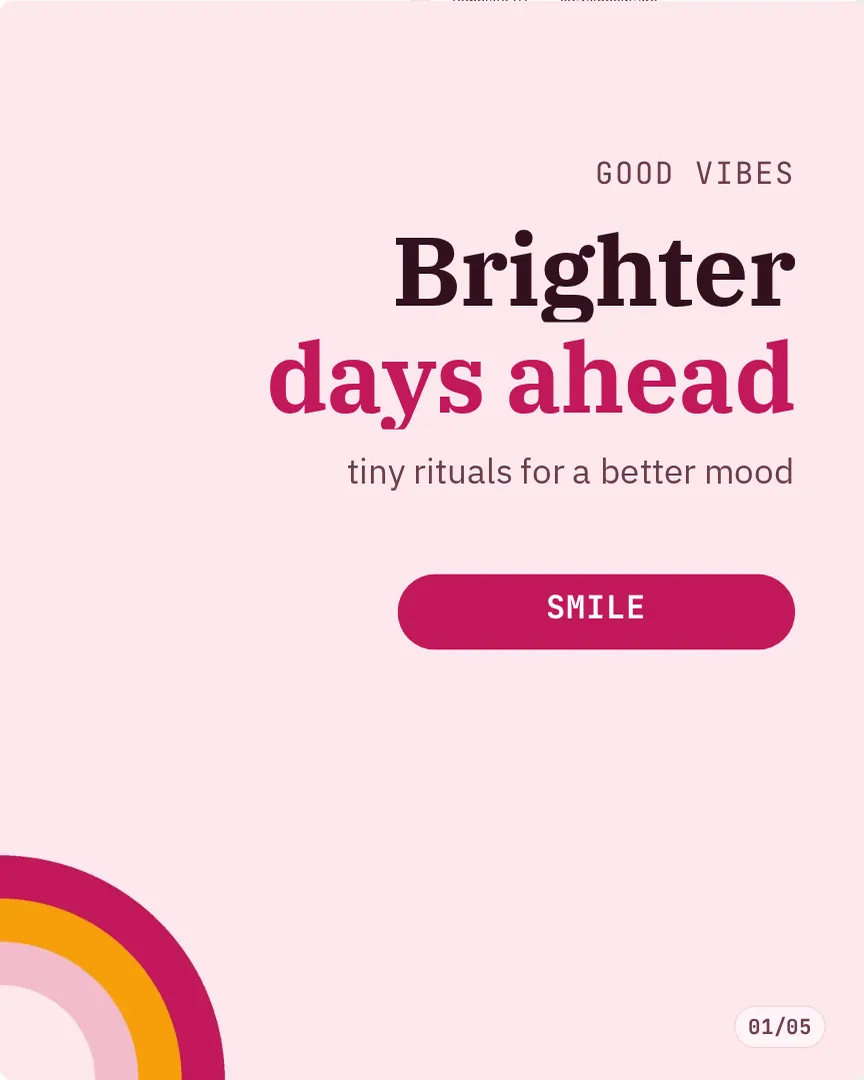 GOOD VIBES
Brighter
days ahead
tiny rituals for a better mood
SMILE
01/05